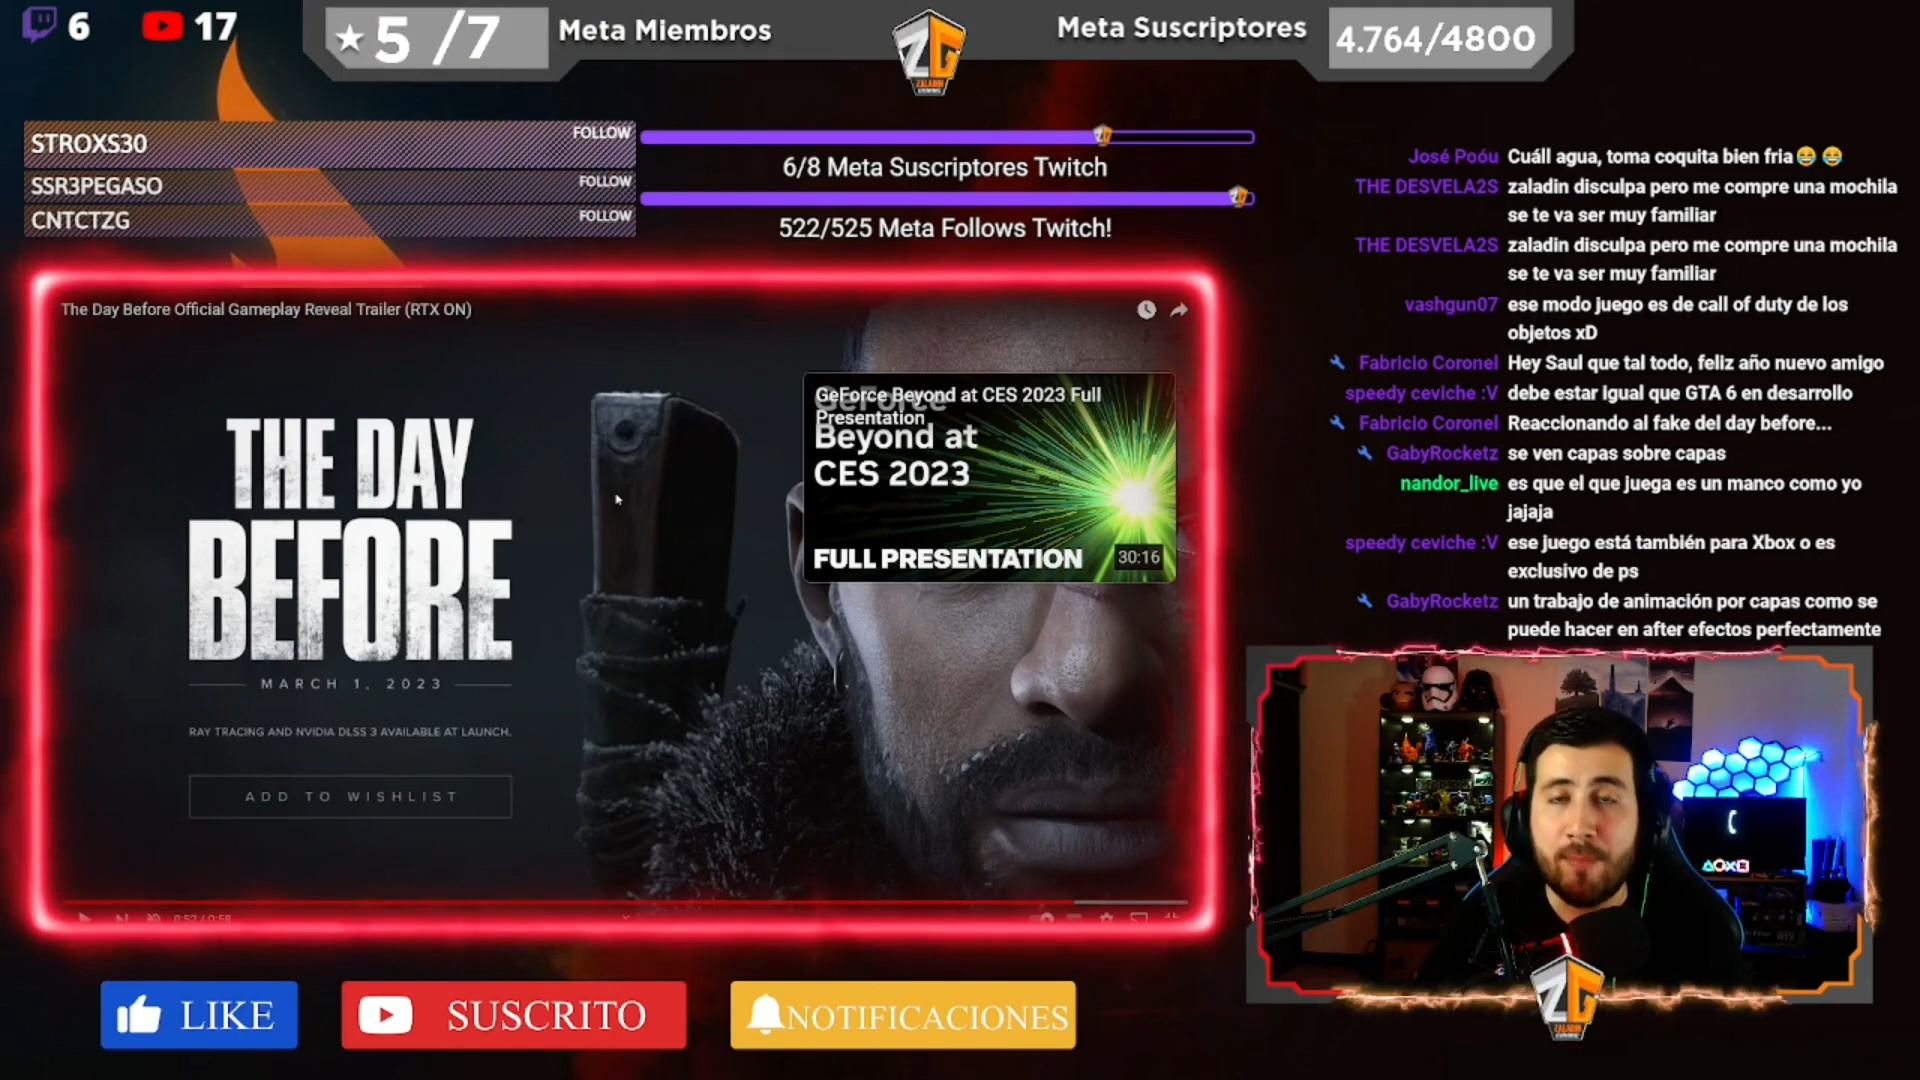 6
17
5 /7
Meta Miembros
ZG
ZALADIN
Meta Suscriptores
4.764/4800
STROXS30
FOLLOW
SSR3PEGASO
FOLLOW
CNTCTZG
FOLLOW
6/8 Meta Suscriptores Twitch
522/525 Meta Follows Twitch!
José Poóu Cuáll agua, toma coquita bien fria😂 😂
THE DESVELA2S zaladin disculpa pero me compre una mochila
se te va ser muy familiar
THE DESVELA2S zaladin disculpa pero me compre una mochila
se te va ser muy familiar
vashgun07 ese modo juego es de call of duty de los
objetos xD
Fabricio Coronel Hey Saul que tal todo, feliz año nuevo amigo
speedy ceviche :V debe estar igual que GTA 6 en desarrollo
Fabricio Coronel Reaccionando al fake del day before...
GabyRocketz se ven capas sobre capas
nandor_live es que el que juega es un manco como yo
jajaja
speedy ceviche :V ese juego está también para Xbox o es
exclusivo de ps
GabyRocketz un trabajo de animación por capas como se
puede hacer en after efectos perfectamente
The Day Before Official Gameplay Reveal Trailer (RTX ON)
THE DAY
BEFORE
MARCH 1, 2023
RAY TRACING AND NVIDIA DLSS 3 AVAILABLE AT LAUNCH.
ADD TO WISHLIST
GeForce Beyond at CES 2023 Full
Presentation
GeForce
Beyond at
CES 2023
FULL PRESENTATION
30:16
0:52 / 0:58
LIKE
SUSCRITO
NOTIFICACIONES
ZG
ZALADIN